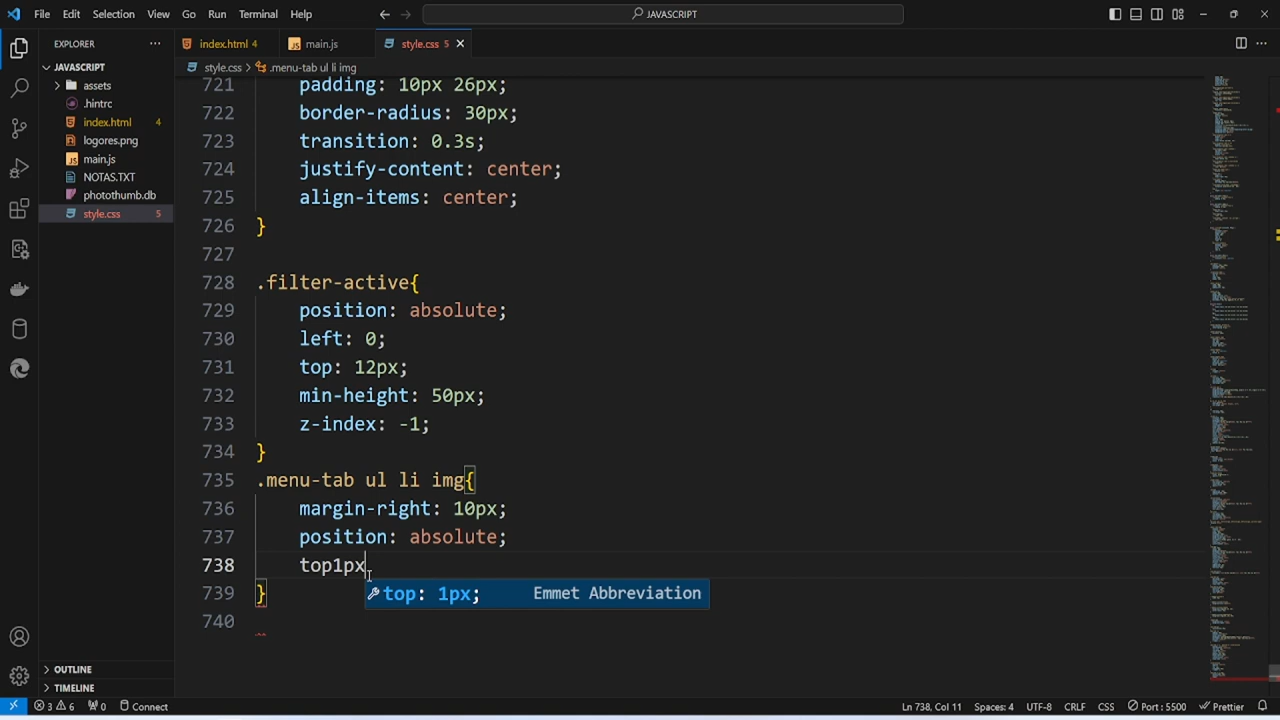 File Edit Selection View Go Run Terminal Help
JAVASCRIPT
EXPLORER
index.html 4
main.js
style.css 5
JAVASCRIPT
assets
.hintrc
index.html 4
logores.png
main.js
NOTAS.TXT
photothumb.db
style.css 5
style.css > .menu-tab ul li img
721 padding: 10px 26px;
722 border-radius: 30px;
723 transition: 0.3s;
724 justify-content: center;
725 align-items: center;
726 }
727
728 .filter-active{
729 position: absolute;
730 left: 0;
731 top: 12px;
732 min-height: 50px;
733 z-index: -1;
734 }
735 .menu-tab ul li img{
736 margin-right: 10px;
737 position: absolute;
738 top1px
top: 1px; Emmet Abbreviation
739 }
740
OUTLINE
TIMELINE
3 6 0 Connect
Ln 738, Col 11 Spaces: 4 UTF-8 CRLF CSS Port : 5500 Prettier